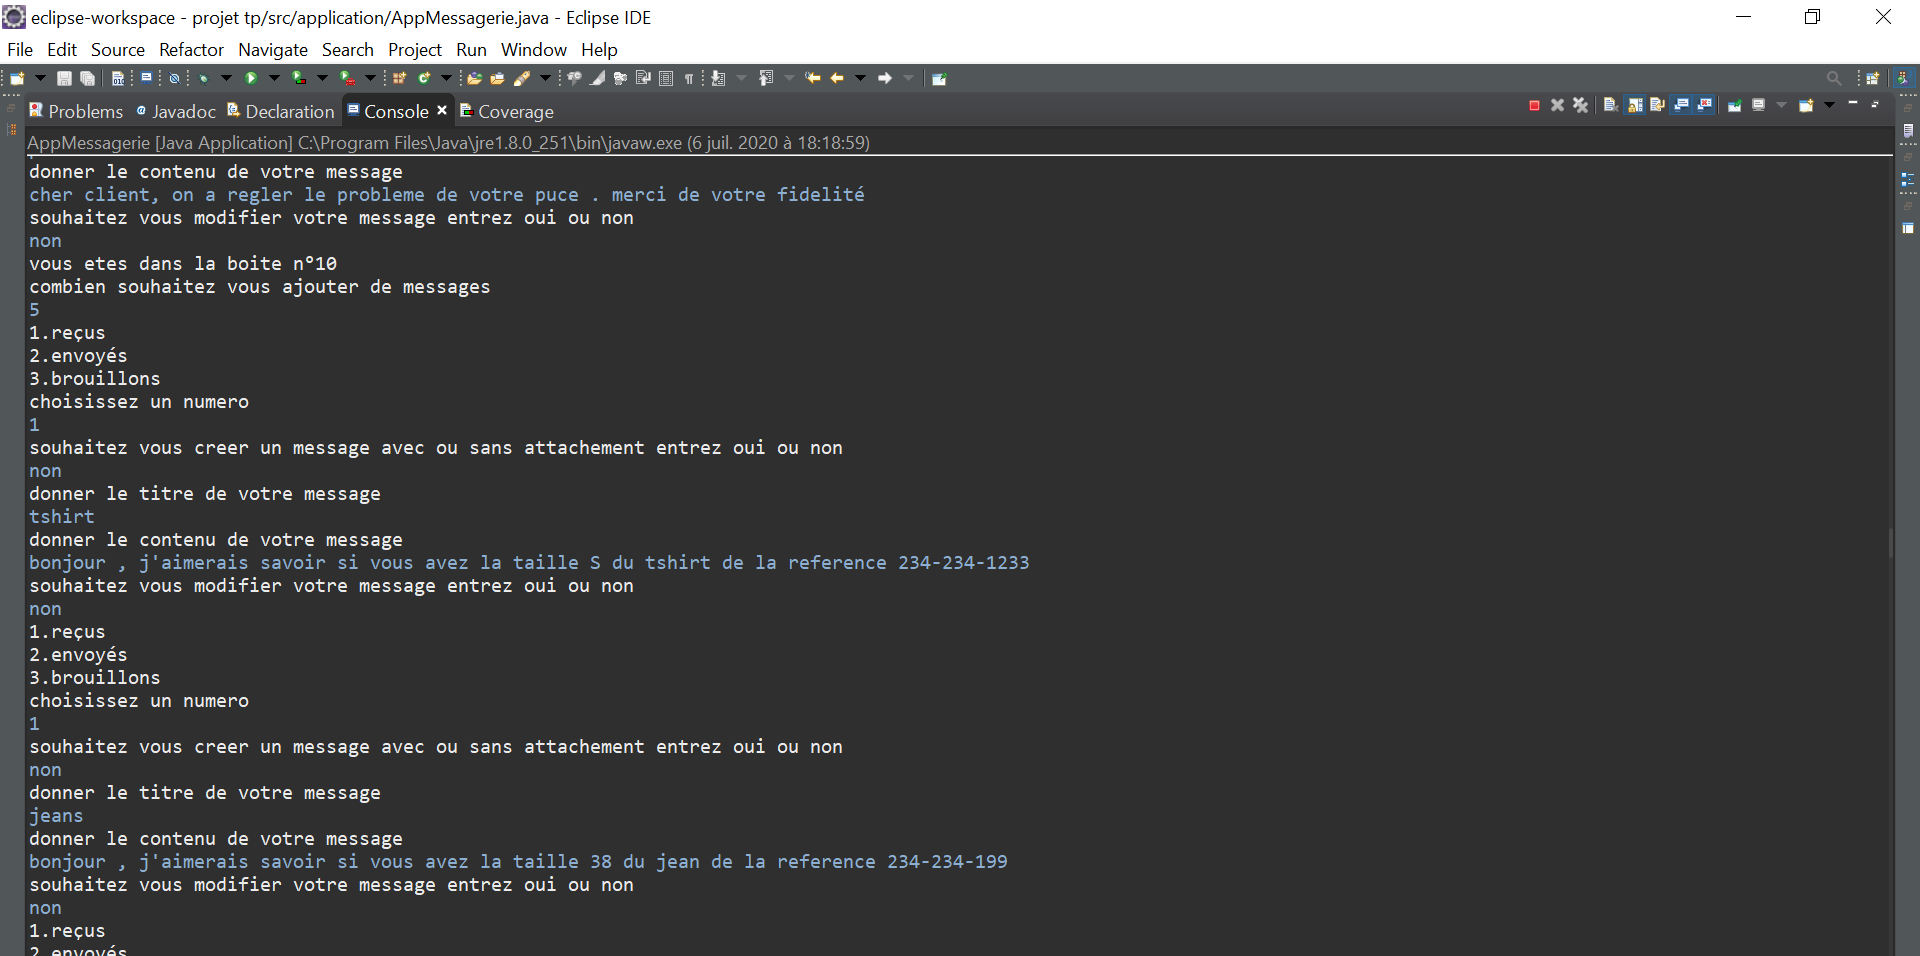 eclipse-workspace - projet tp/src/application/AppMessagerie.java - Eclipse IDE
File Edit Source Refactor Navigate Search Project Run Window Help
Problems Javadoc Declaration Console Coverage
AppMessagerie [Java Application] C:\Program Files\Java\jre1.8.0_251\bin\javaw.exe (6 juil. 2020 à 18:18:59)
donner le contenu de votre message
cher client, on a regler le probleme de votre puce . merci de votre fidelité
souhaitez vous modifier votre message entrez oui ou non
non
vous etes dans la boite n°10
combien souhaitez vous ajouter de messages
5
1.reçus
2.envoyés
3.brouillons
choisissez un numero
1
souhaitez vous creer un message avec ou sans attachement entrez oui ou non
non
donner le titre de votre message
tshirt
donner le contenu de votre message
bonjour , j'aimerais savoir si vous avez la taille S du tshirt de la reference 234-234-1233
souhaitez vous modifier votre message entrez oui ou non
non
1.reçus
2.envoyés
3.brouillons
choisissez un numero
1
souhaitez vous creer un message avec ou sans attachement entrez oui ou non
non
donner le titre de votre message
jeans
donner le contenu de votre message
bonjour , j'aimerais savoir si vous avez la taille 38 du jean de la reference 234-234-199
souhaitez vous modifier votre message entrez oui ou non
non
1.reçus
2.envoyés